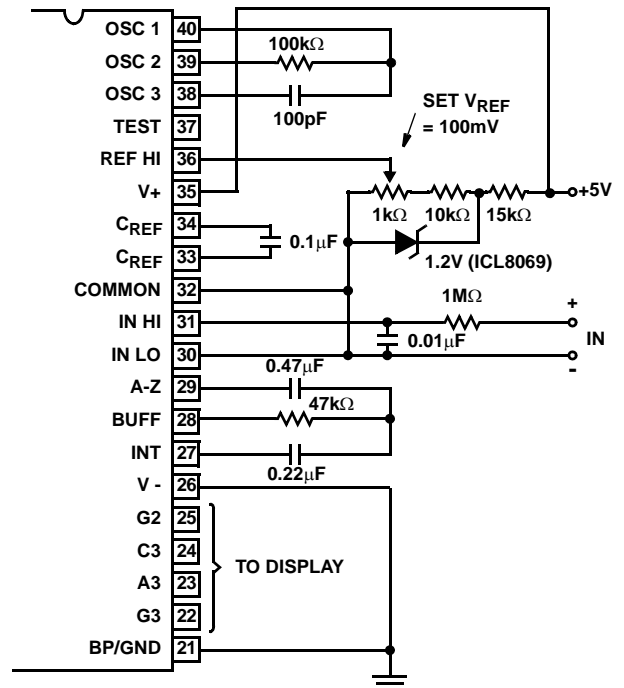 OSC 1 40
OSC 2 39
OSC 3 38
TEST 37
REF HI 36
V+ 35
CREF 34
CREF 33
COMMON 32
IN HI 31
IN LO 30
A-Z 29
BUFF 28
INT 27
V - 26
G2 25
C3 24
A3 23
G3 22
BP/GND 21
100kΩ
100pF
SET VREF
= 100mV
+5V
1kΩ 10kΩ 15kΩ
0.1μF
1.2V (ICL8069)
1MΩ
+
IN
-
0.01μF
0.47μF
47kΩ
0.22μF
TO DISPLAY